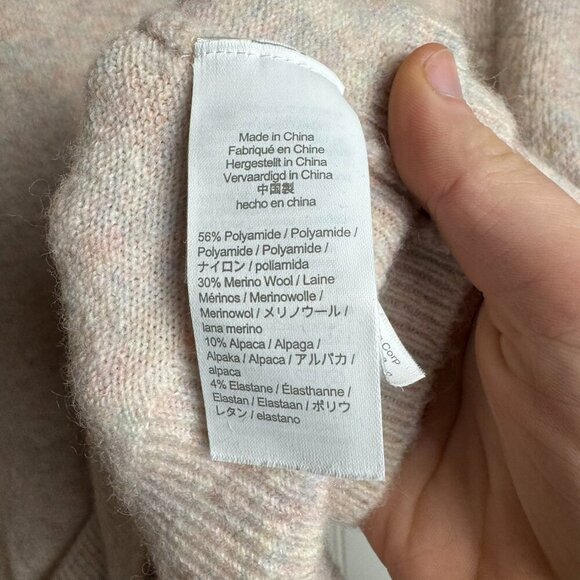 Made in China
Fabriqué en Chine
Hergestellt in China
Vervaardigd in China
中国製
hecho en china
56% Polyamide / Polyamide /
Polyamide / Polyamide /
ナイロン / poliamida
30% Merino Wool / Laine
Mérinos / Merinowolle /
Merinowol / メリノウール /
lana merino
10% Alpaca / Alpaga /
Alpaka / Alpaca / アルパカ /
alpaca
4% Elastane / Élasthanne /
Elastan / Elastaan / ポリウ
レタン / elastano
Corp